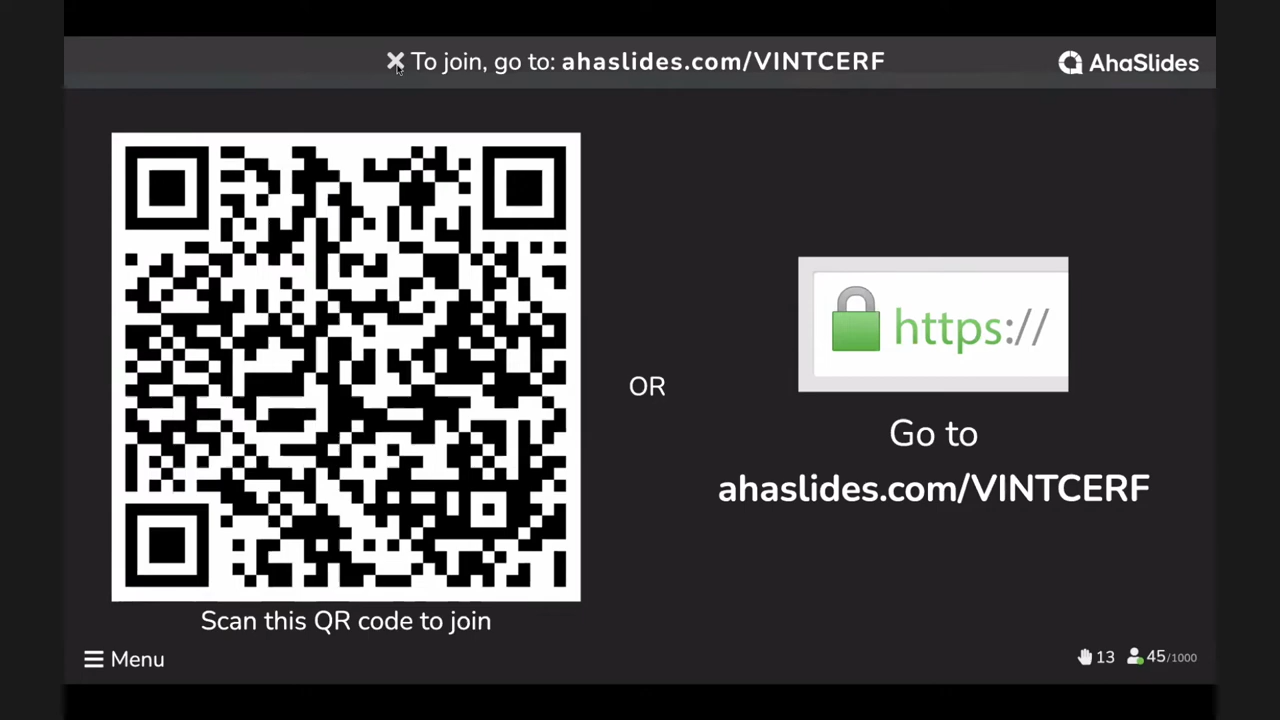 To join, go to: ahaslides.com/VINTCERF
AhaSlides
https://
OR
Go to
ahaslides.com/VINTCERF
Scan this QR code to join
Menu
13
45/1000